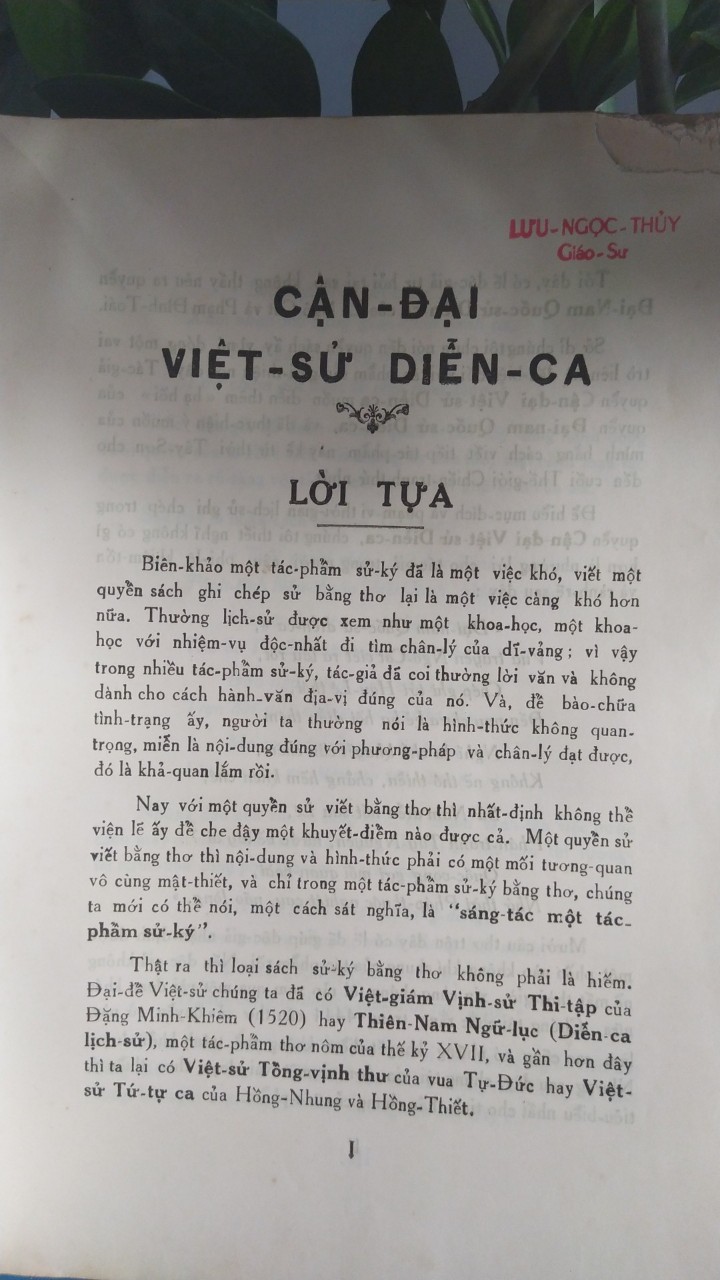 LƯU-NGỌC-THỦY
Giáo-Sư
CẬN-ĐẠI
VIỆT-SỬ DIỄN-CA
LỜI TỰA
Biên-khảo một tác-phẩm sử-ký đã là một việc khó, viết một
quyển sách ghi chép sử bằng thơ lại là một việc càng khó hơn
nữa. Thường lịch-sử được xem như một khoa-học, một khoa-
học với nhiệm-vụ độc-nhất đi tìm chân-lý của dĩ-vảng ; vì vậy
trong nhiều tác-phẩm sử-ký, tác-giả đã coi thường lời văn và không
dành cho cách hành-văn địa-vị đúng của nó. Và, để bào-chữa
tình-trạng ấy, người ta thường nói là hình-thức không quan-
trọng, miễn là nội-dung đúng với phương-pháp và chân-lý đạt được,
đó là khả-quan lắm rồi.
Nay với một quyển sử viết bằng thơ thì nhất-định không thể
viện lẽ ấy để che đậy một khuyết-điểm nào được cả. Một quyển sử
viết bằng thơ thì nội-dung và hình-thức phải có một mối tương-quan
vô cùng mật-thiết, và chỉ trong một tác-phẩm sử-ký bằng thơ, chúng
ta mới có thể nói, một cách sát nghĩa, là “sáng-tác một tác-
phẩm sử-ký”.
Thật ra thì loại sách sử-ký bằng thơ không phải là hiếm.
Đại-để Việt-sử chúng ta đã có Việt-giám Vịnh-sử Thi-tập của
Đặng Minh-Khiêm (1520) hay Thiên-Nam Ngữ-lục (Diễn-ca
lịch-sử), một tác-phẩm thơ nôm của thế kỷ XVII, và gần hơn đây
thì ta lại có Việt-sử Tổng-vịnh thư của vua Tự-Đức hay Việt-
sử Tứ-tự ca của Hồng-Nhung và Hồng-Thiết.
I